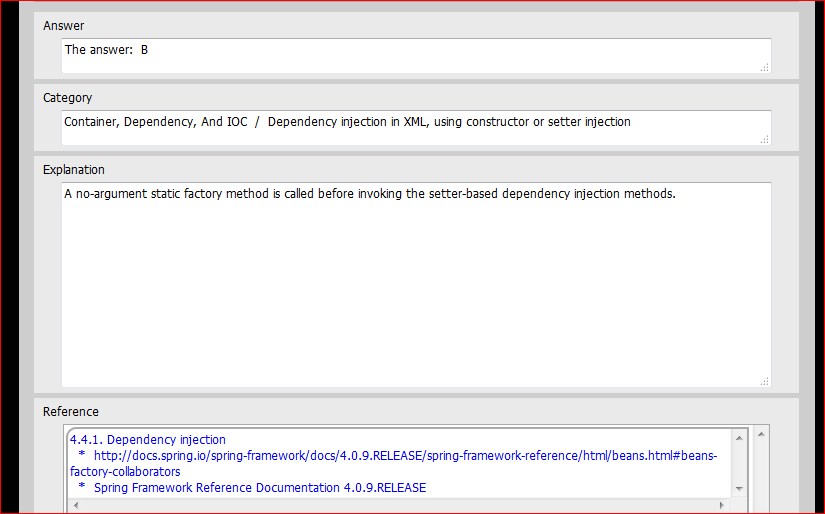 Answer
The answer:  B
Category
Container, Dependency, And IOC  /  Dependency injection in XML, using constructor or setter injection
Explanation
A no-argument static factory method is called before invoking the setter-based dependency injection methods.
Reference
4.4.1. Dependency injection
*  http://docs.spring.io/spring-framework/docs/4.0.9.RELEASE/spring-framework-reference/html/beans.html#beans-
factory-collaborators
*  Spring Framework Reference Documentation 4.0.9.RELEASE